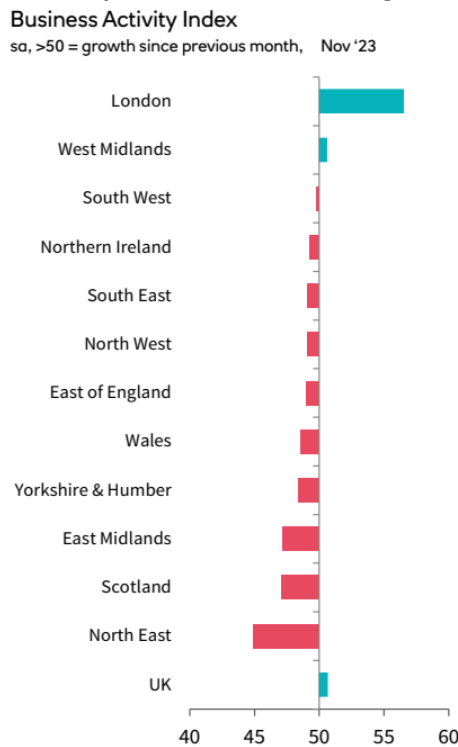 Business Activity Index
sa, >50 = growth since previous month, Nov ‘23
London
West Midlands
South West
Northern Ireland
South East
North West
East of England
Wales
Yorkshire & Humber
East Midlands
Scotland
North East
UK
40 45 50 55 60